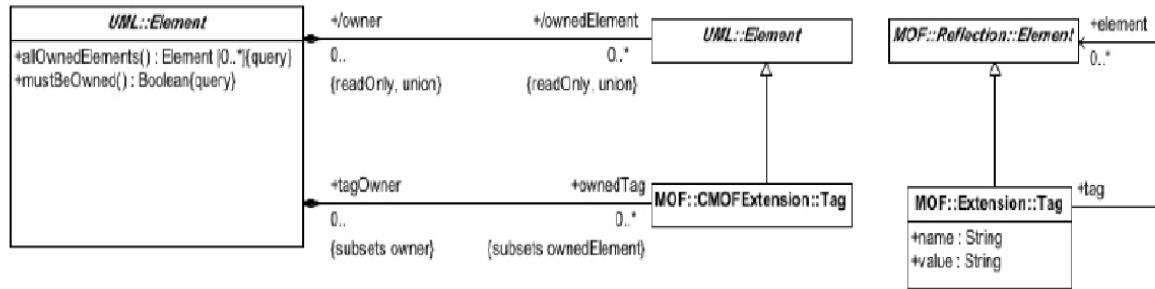 UML::Element
+allOwnedElements() : Element [0..*]{query}
+mustBeOwned() : Boolean{query}
+/owner
0..
{readOnly, union}
+/ownedElement
0..*
{readOnly, union}
+tagOwner
0..
{subsets owner}
+ownedTag
0..*
{subsets ownedElement}
UML::Element
MOF::CMOFExtension::Tag
MOF::Reflection::Element
+element
0..*
MOF::Extension::Tag
+name : String
+value : String
+tag